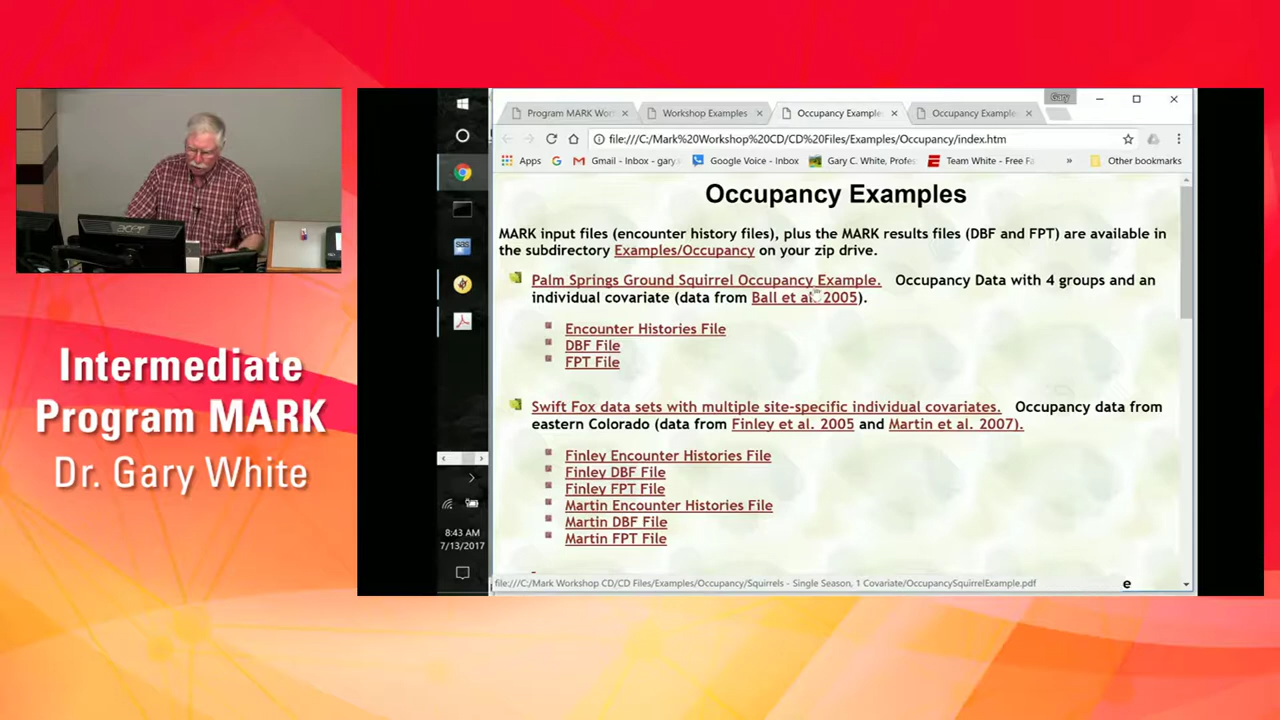 Intermediate
Program MARK
Dr. Gary White
acer
Gary
Program MARK Wor
Workshop Examples
Occupancy Example
Occupancy Example
file:///C:/Mark%20Workshop%20CD/CD%20Files/Examples/Occupancy/index.htm
Apps
Gmail - Inbox - gary
Google Voice - Inbox
Gary C. White, Profes
Team White - Free Fa
»
Other bookmarks
Occupancy Examples
MARK input files (encounter history files), plus the MARK results files (DBF and FPT) are available in
the subdirectory Examples/Occupancy on your zip drive.
Palm Springs Ground Squirrel Occupancy Example. Occupancy Data with 4 groups and an
individual covariate (data from Ball et al. 2005).
Encounter Histories File
DBF File
FPT File
Swift Fox data sets with multiple site-specific individual covariates. Occupancy data from
eastern Colorado (data from Finley et al. 2005 and Martin et al. 2007).
Finley Encounter Histories File
Finley DBF File
Finley FPT File
Martin Encounter Histories File
Martin DBF File
Martin FPT File
file:///C:/Mark Workshop CD/CD Files/Examples/Occupancy/Squirrels - Single Season, 1 Covariate/OccupancySquirrelExample.pdf
e
8:43 AM
7/13/2017